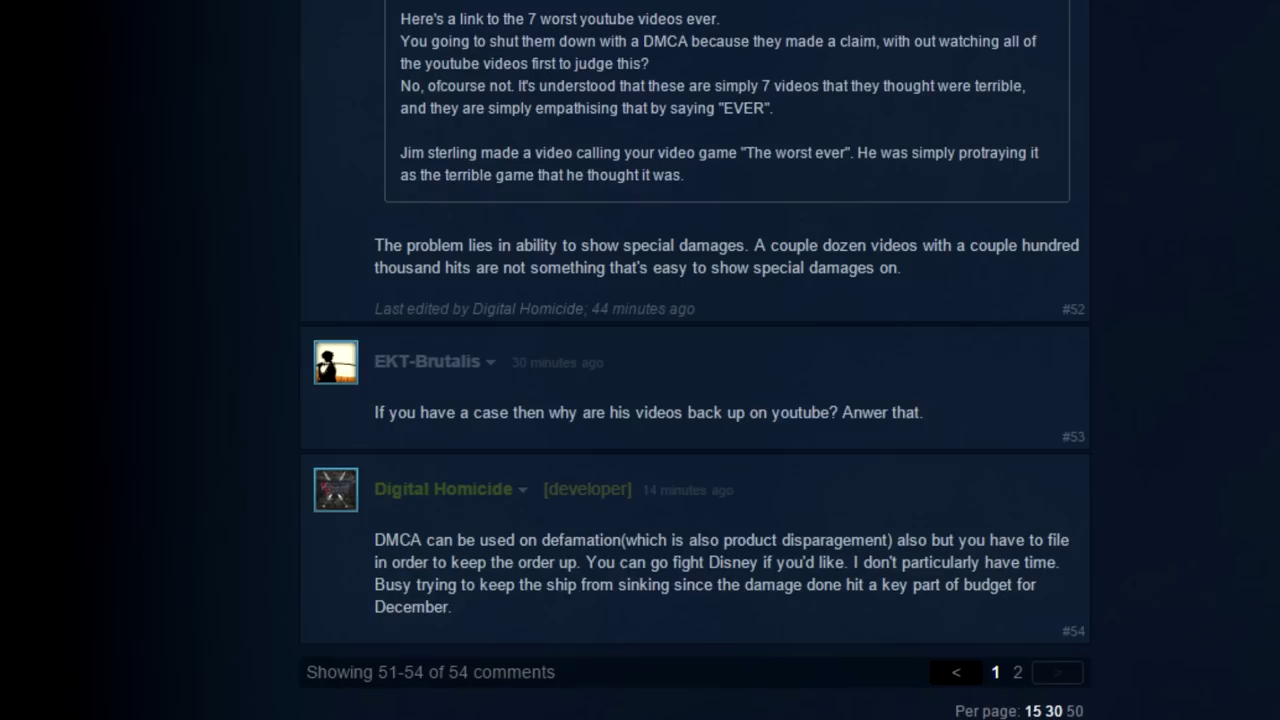 Here's a link to the 7 worst youtube videos ever.
You going to shut them down with a DMCA because they made a claim, with out watching all of
the youtube videos first to judge this?
No, ofcourse not. It's understood that these are simply 7 videos that they thought were terrible,
and they are simply empathising that by saying "EVER".
Jim sterling made a video calling your video game "The worst ever". He was simply protraying it
as the terrible game that he thought it was.
The problem lies in ability to show special damages. A couple dozen videos with a couple hundred
thousand hits are not something that's easy to show special damages on.
Last edited by Digital Homicide; 44 minutes ago
#52
EKT-Brutalis 30 minutes ago
If you have a case then why are his videos back up on youtube? Anwer that.
#53
Digital Homicide [developer] 14 minutes ago
DMCA can be used on defamation(which is also product disparagement) also but you have to file
in order to keep the order up. You can go fight Disney if you'd like. I don't particularly have time.
Busy trying to keep the ship from sinking since the damage done hit a key part of budget for
December.
#54
Showing 51-54 of 54 comments
< 1 2 >
Per page: 15 30 50